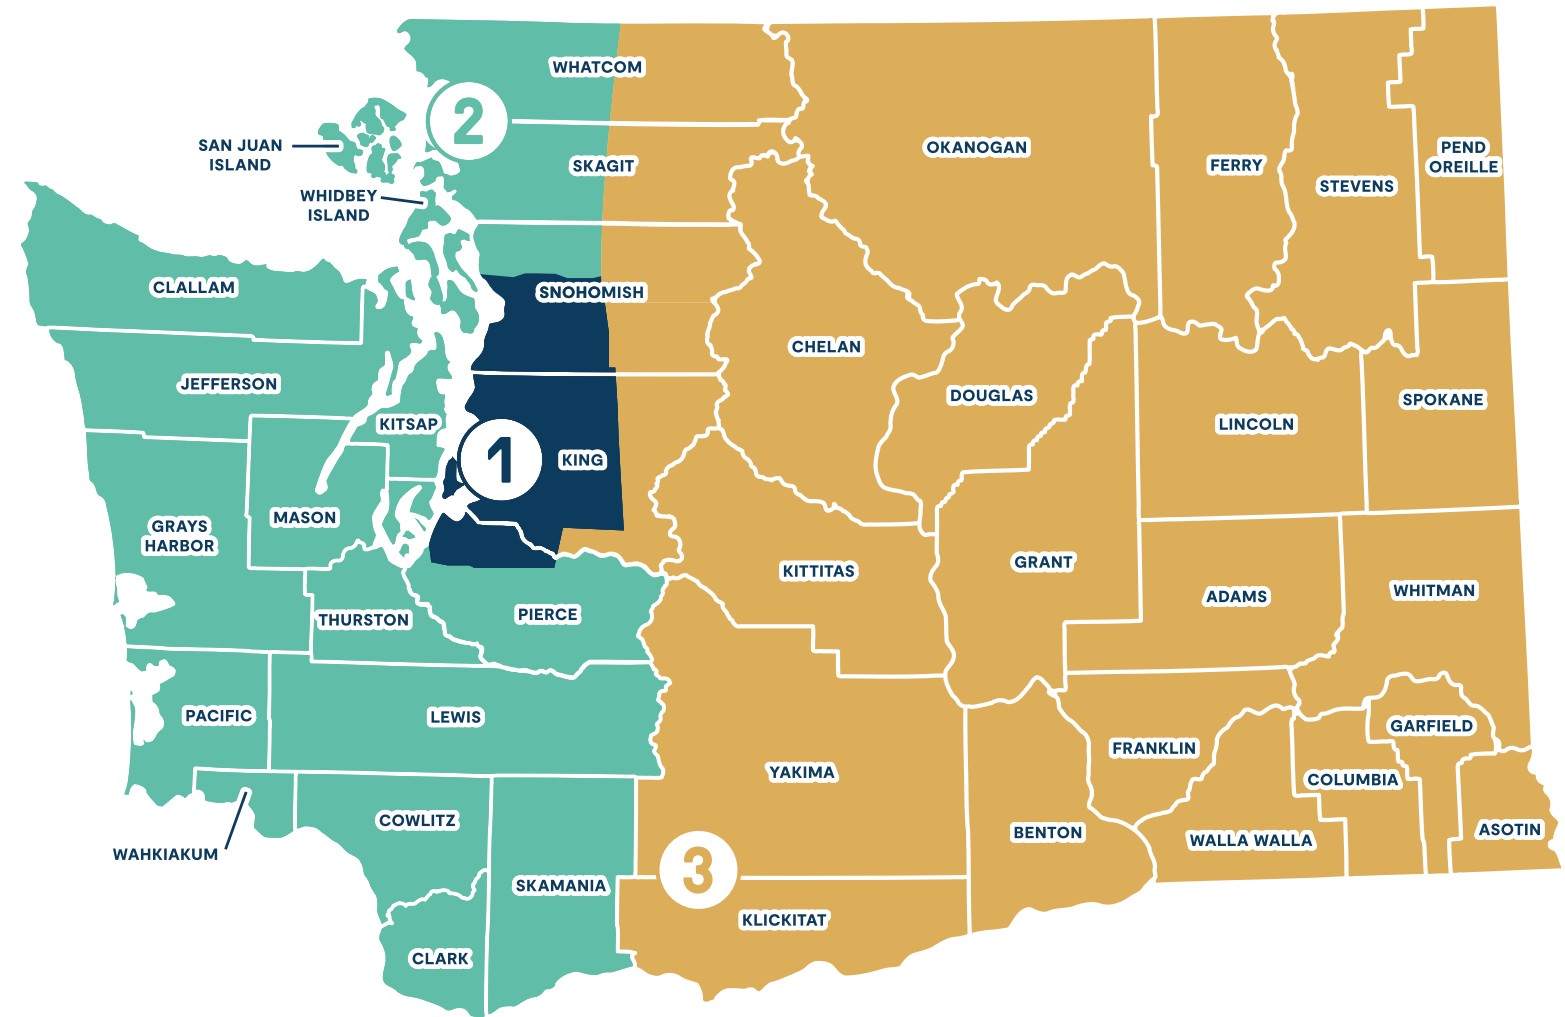 WHATCOM
2
SAN JUAN
ISLAND
SKAGIT
OKANOGAN
FERRY
STEVENS
PEND
OREILLE
WHIDBEY
ISLAND
CLALLAM
SNOHOMISH
CHELAN
JEFFERSON
KITSAP
DOUGLAS
LINCOLN
SPOKANE
1
KING
GRAYS
HARBOR
MASON
KITTITAS
GRANT
ADAMS
WHITMAN
THURSTON
PIERCE
PACIFIC
LEWIS
YAKIMA
FRANKLIN
GARFIELD
COLUMBIA
WAHKIAKUM
COWLITZ
BENTON
WALLA WALLA
ASOTIN
SKAMANIA
3
KLICKITAT
CLARK